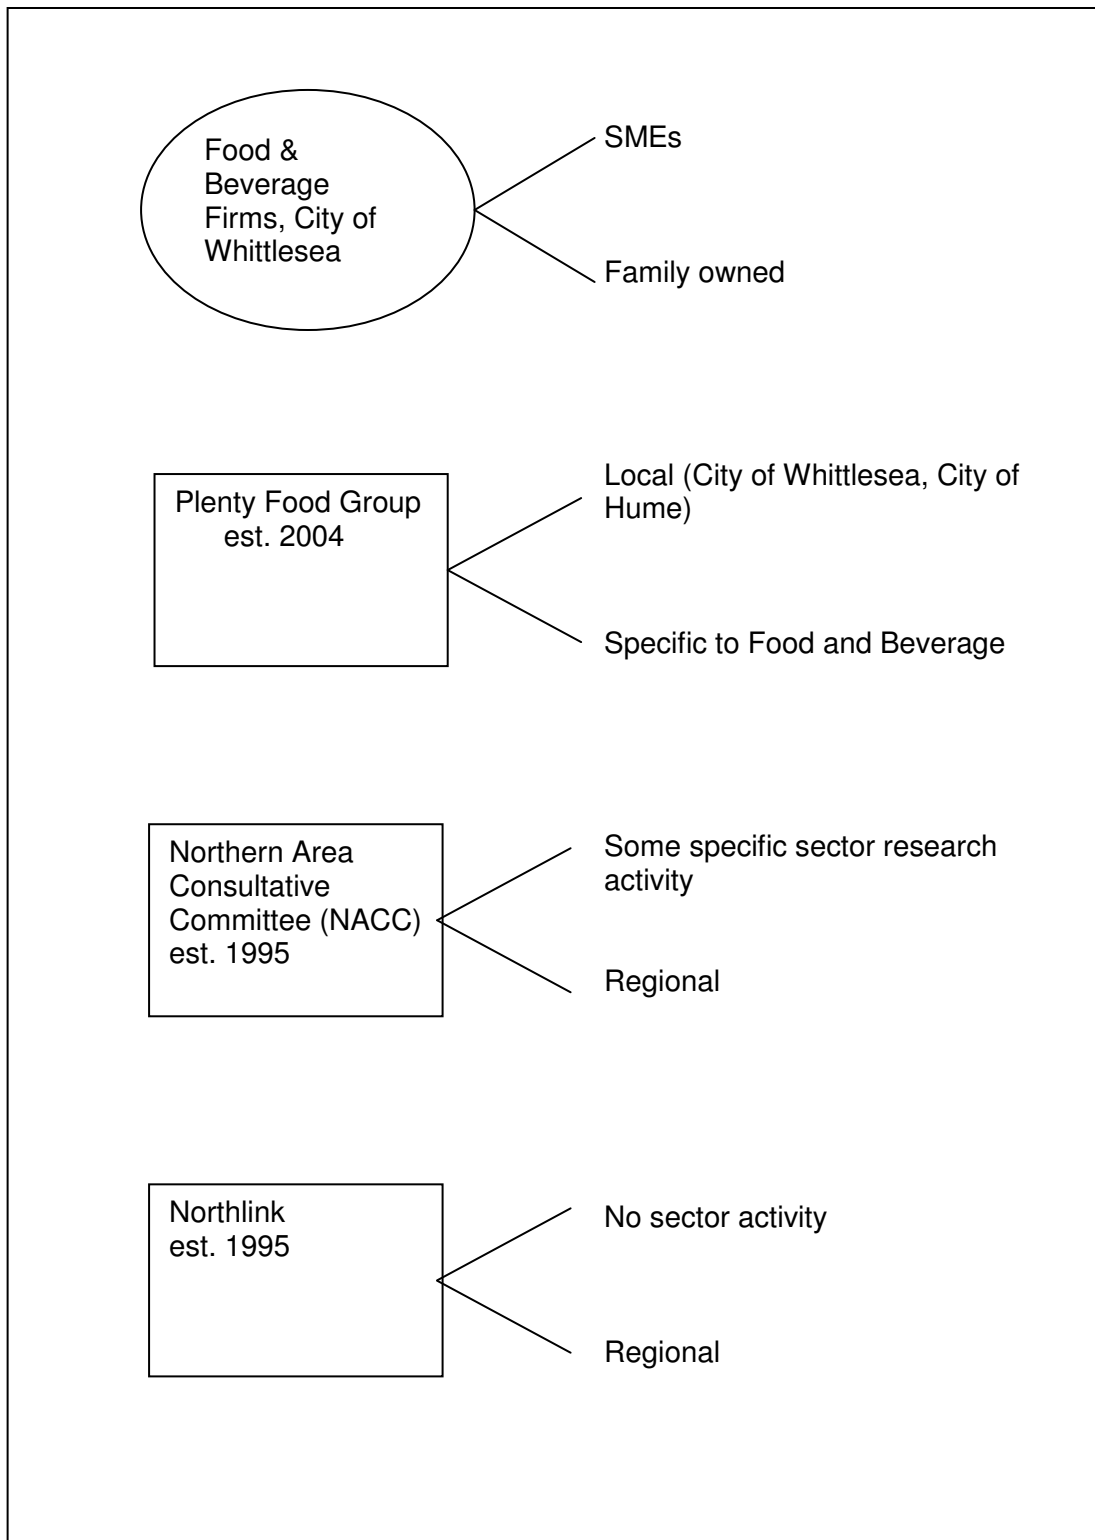 Food &
Beverage
Firms, City of
Whittlesea
SMEs
Family owned
Plenty Food Group
est. 2004
Local (City of Whittlesea, City of
Hume)
Specific to Food and Beverage
Northern Area
Consultative
Committee (NACC)
est. 1995
Some specific sector research
activity
Regional
Northlink
est. 1995
No sector activity
Regional